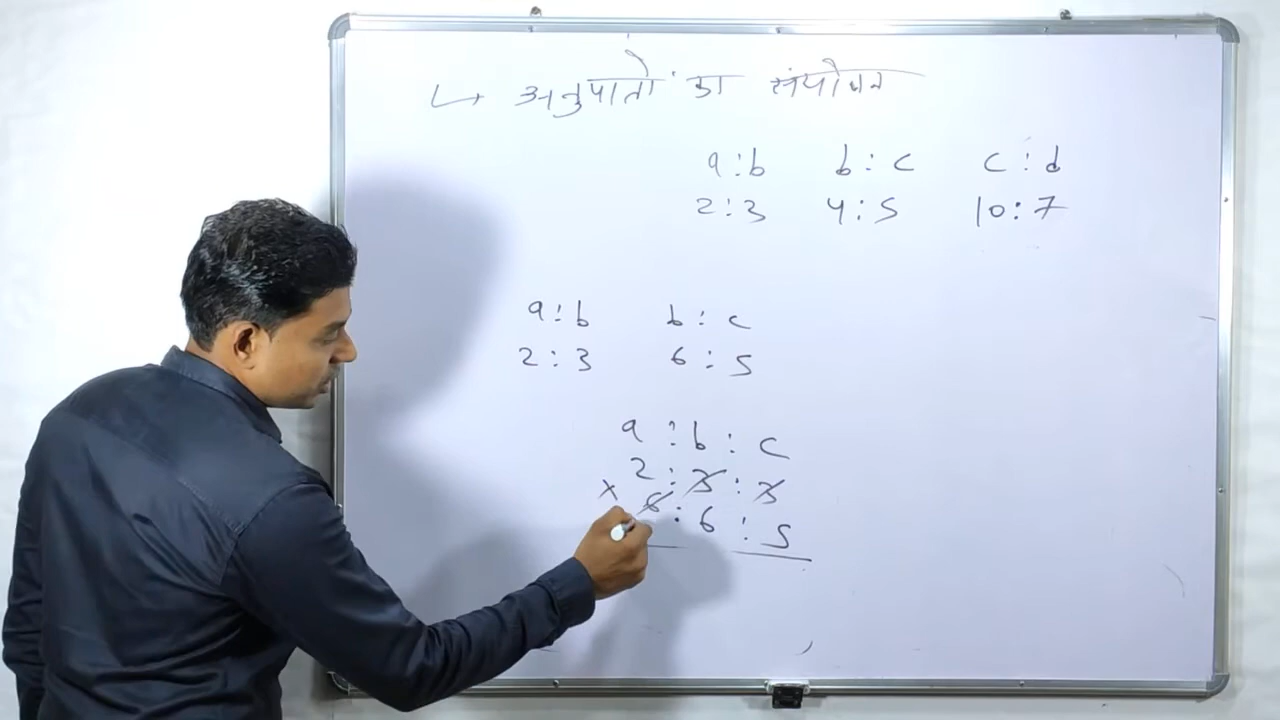 ↳ अनुपातो का संयोजन
a:b b:c c:d
2:3 4:5 10:7
a:b b:c
2:3 6:5
a:b:c
2:3:3
x 6:6:5